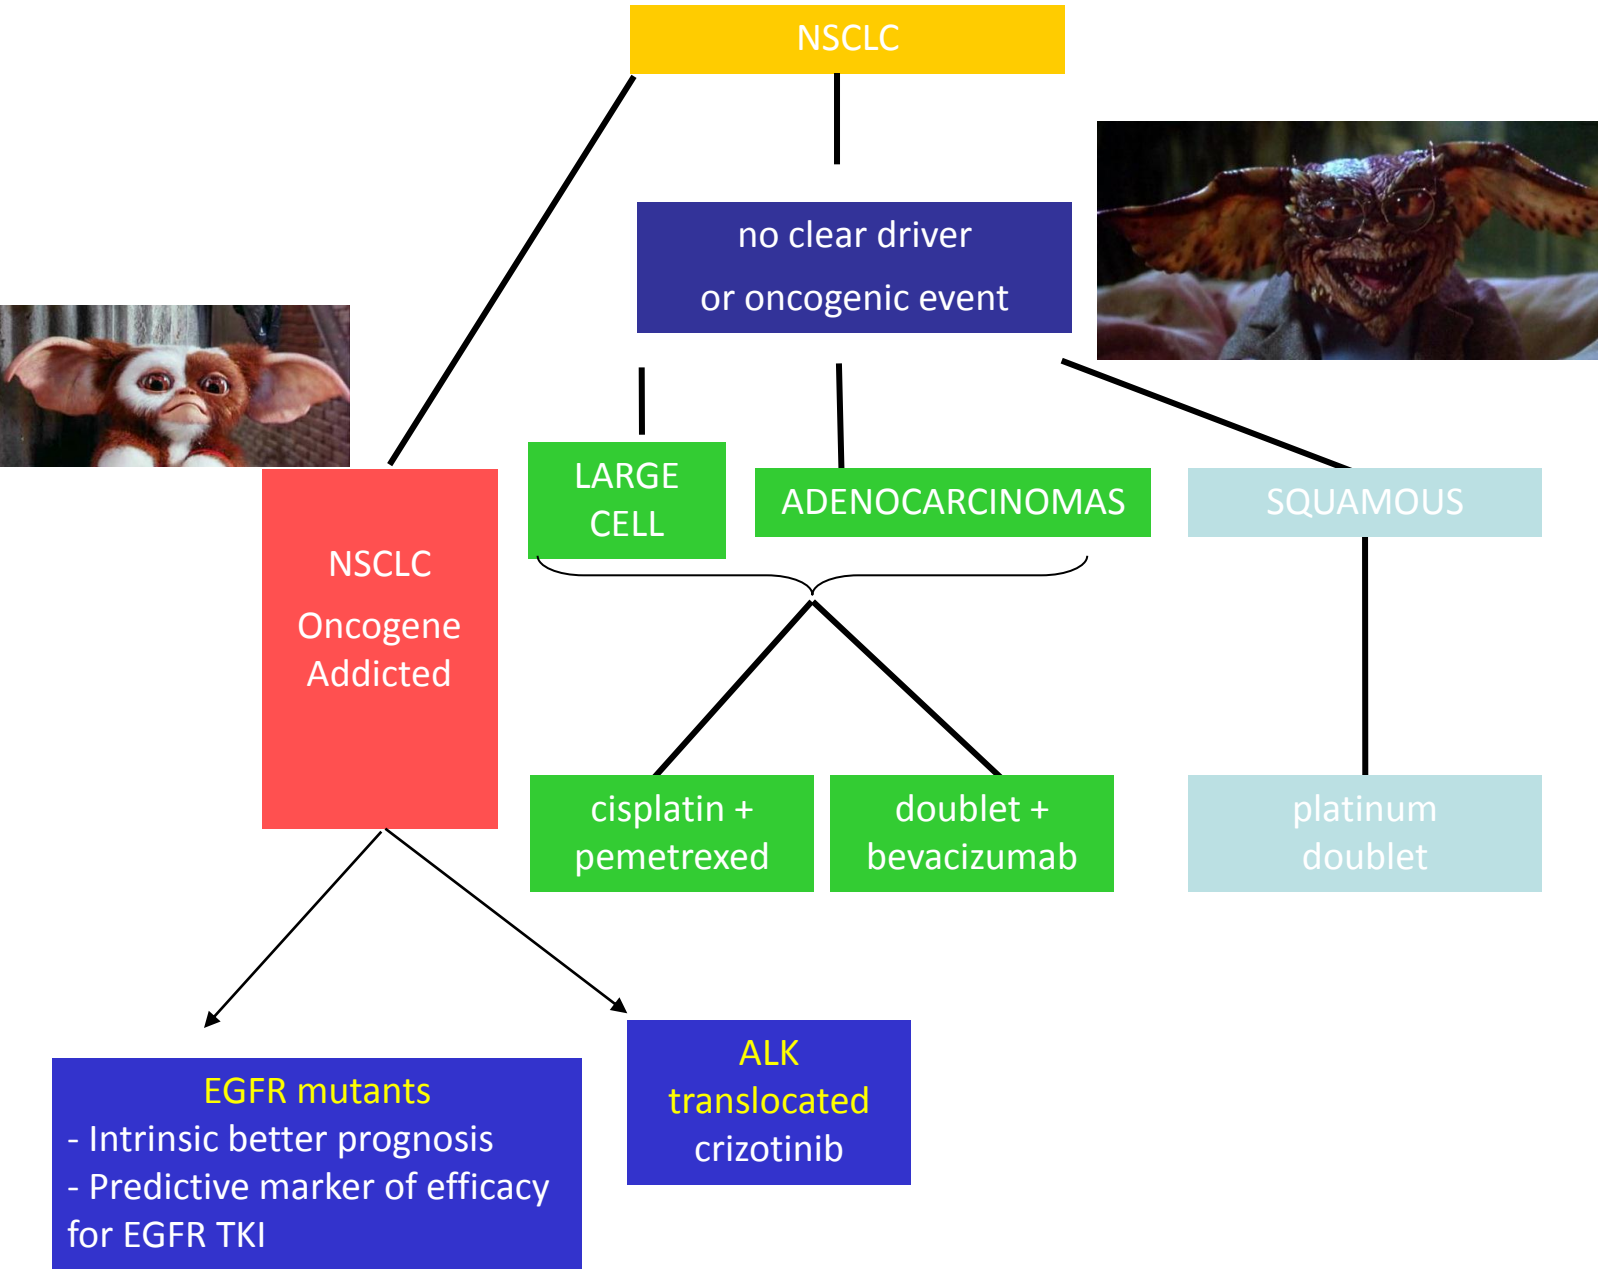 NSCLC
no clear driver
or oncogenic event
LARGE
CELL
ADENOCARCINOMAS
SQUAMOUS
NSCLC
Oncogene
Addicted
cisplatin +
pemetrexed
doublet +
bevacizumab
platinum
doublet
EGFR mutants
- Intrinsic better prognosis
- Predictive marker of efficacy
for EGFR TKI
ALK
translocated
crizotinib